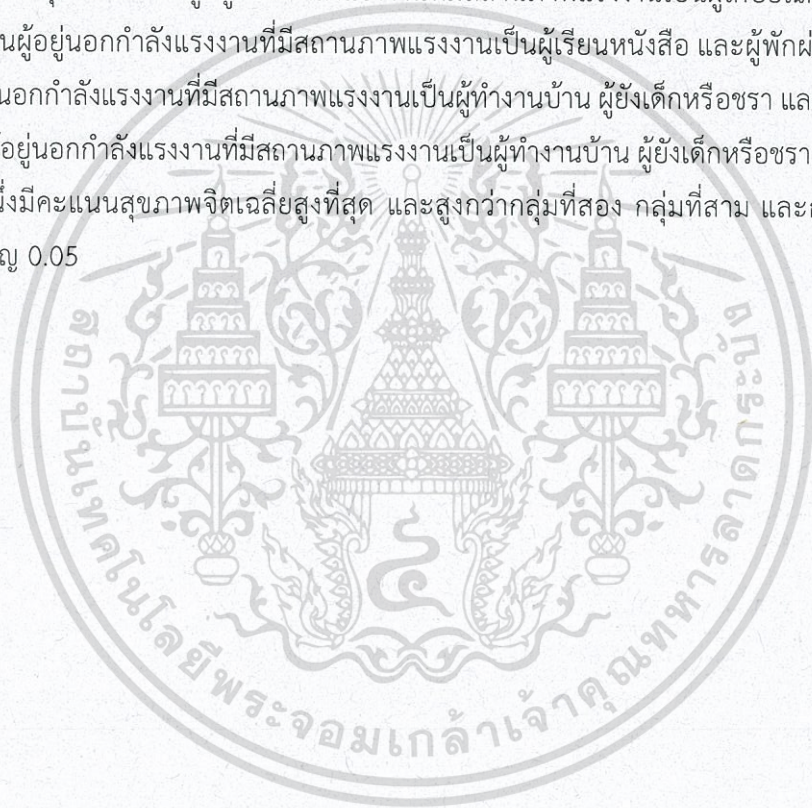 นผู้อยู่นอกกำลังแรงงานที่มีสถานภาพแรงงานเป็นผู้เรียนหนังสือ และผู้พักผ่
นอกกำลังแรงงานที่มีสถานภาพแรงงานเป็นผู้ทำงานบ้าน ผู้ยังเด็กหรือชรา แล
อยู่นอกกำลังแรงงานที่มีสถานภาพแรงงานเป็นผู้ทำงานบ้าน ผู้ยังเด็กหรือชรา
นึ่งมีคะแนนสุขภาพจิตเฉลี่ยสูงที่สุด และสูงกว่ากลุ่มที่สอง กลุ่มที่สาม และ
ญ 0.05
สถาบันเทคโนโลยีพระจอมเกล้าเจ้าคุณทหารลาดกระบัง
๔